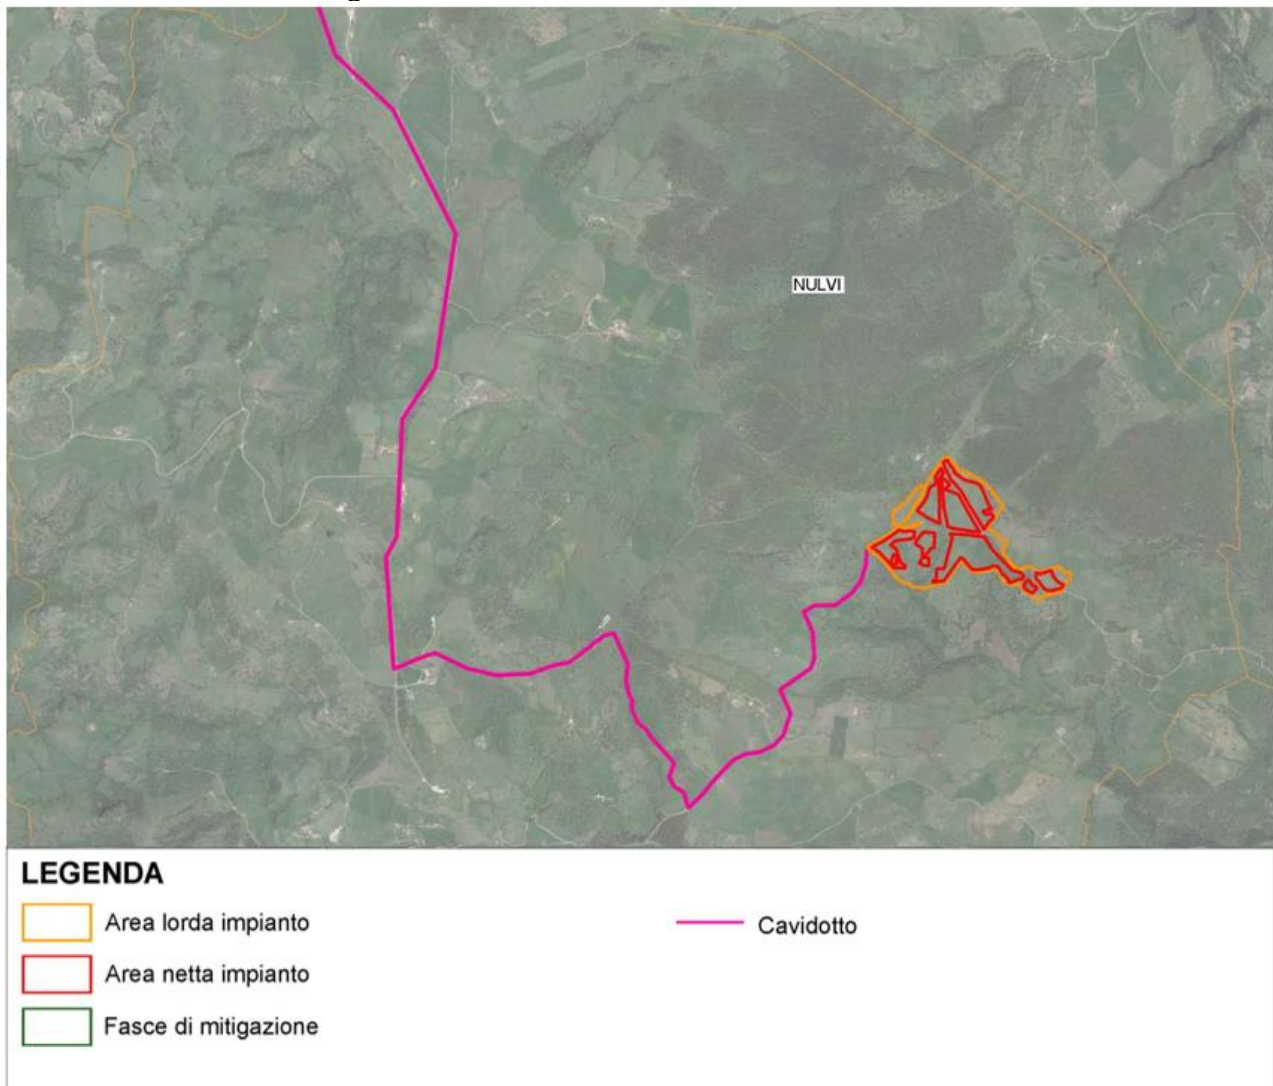 NULVI
LEGENDA
Area lorda impianto
Cavidotto
Area netta impianto
Fasce di mitigazione